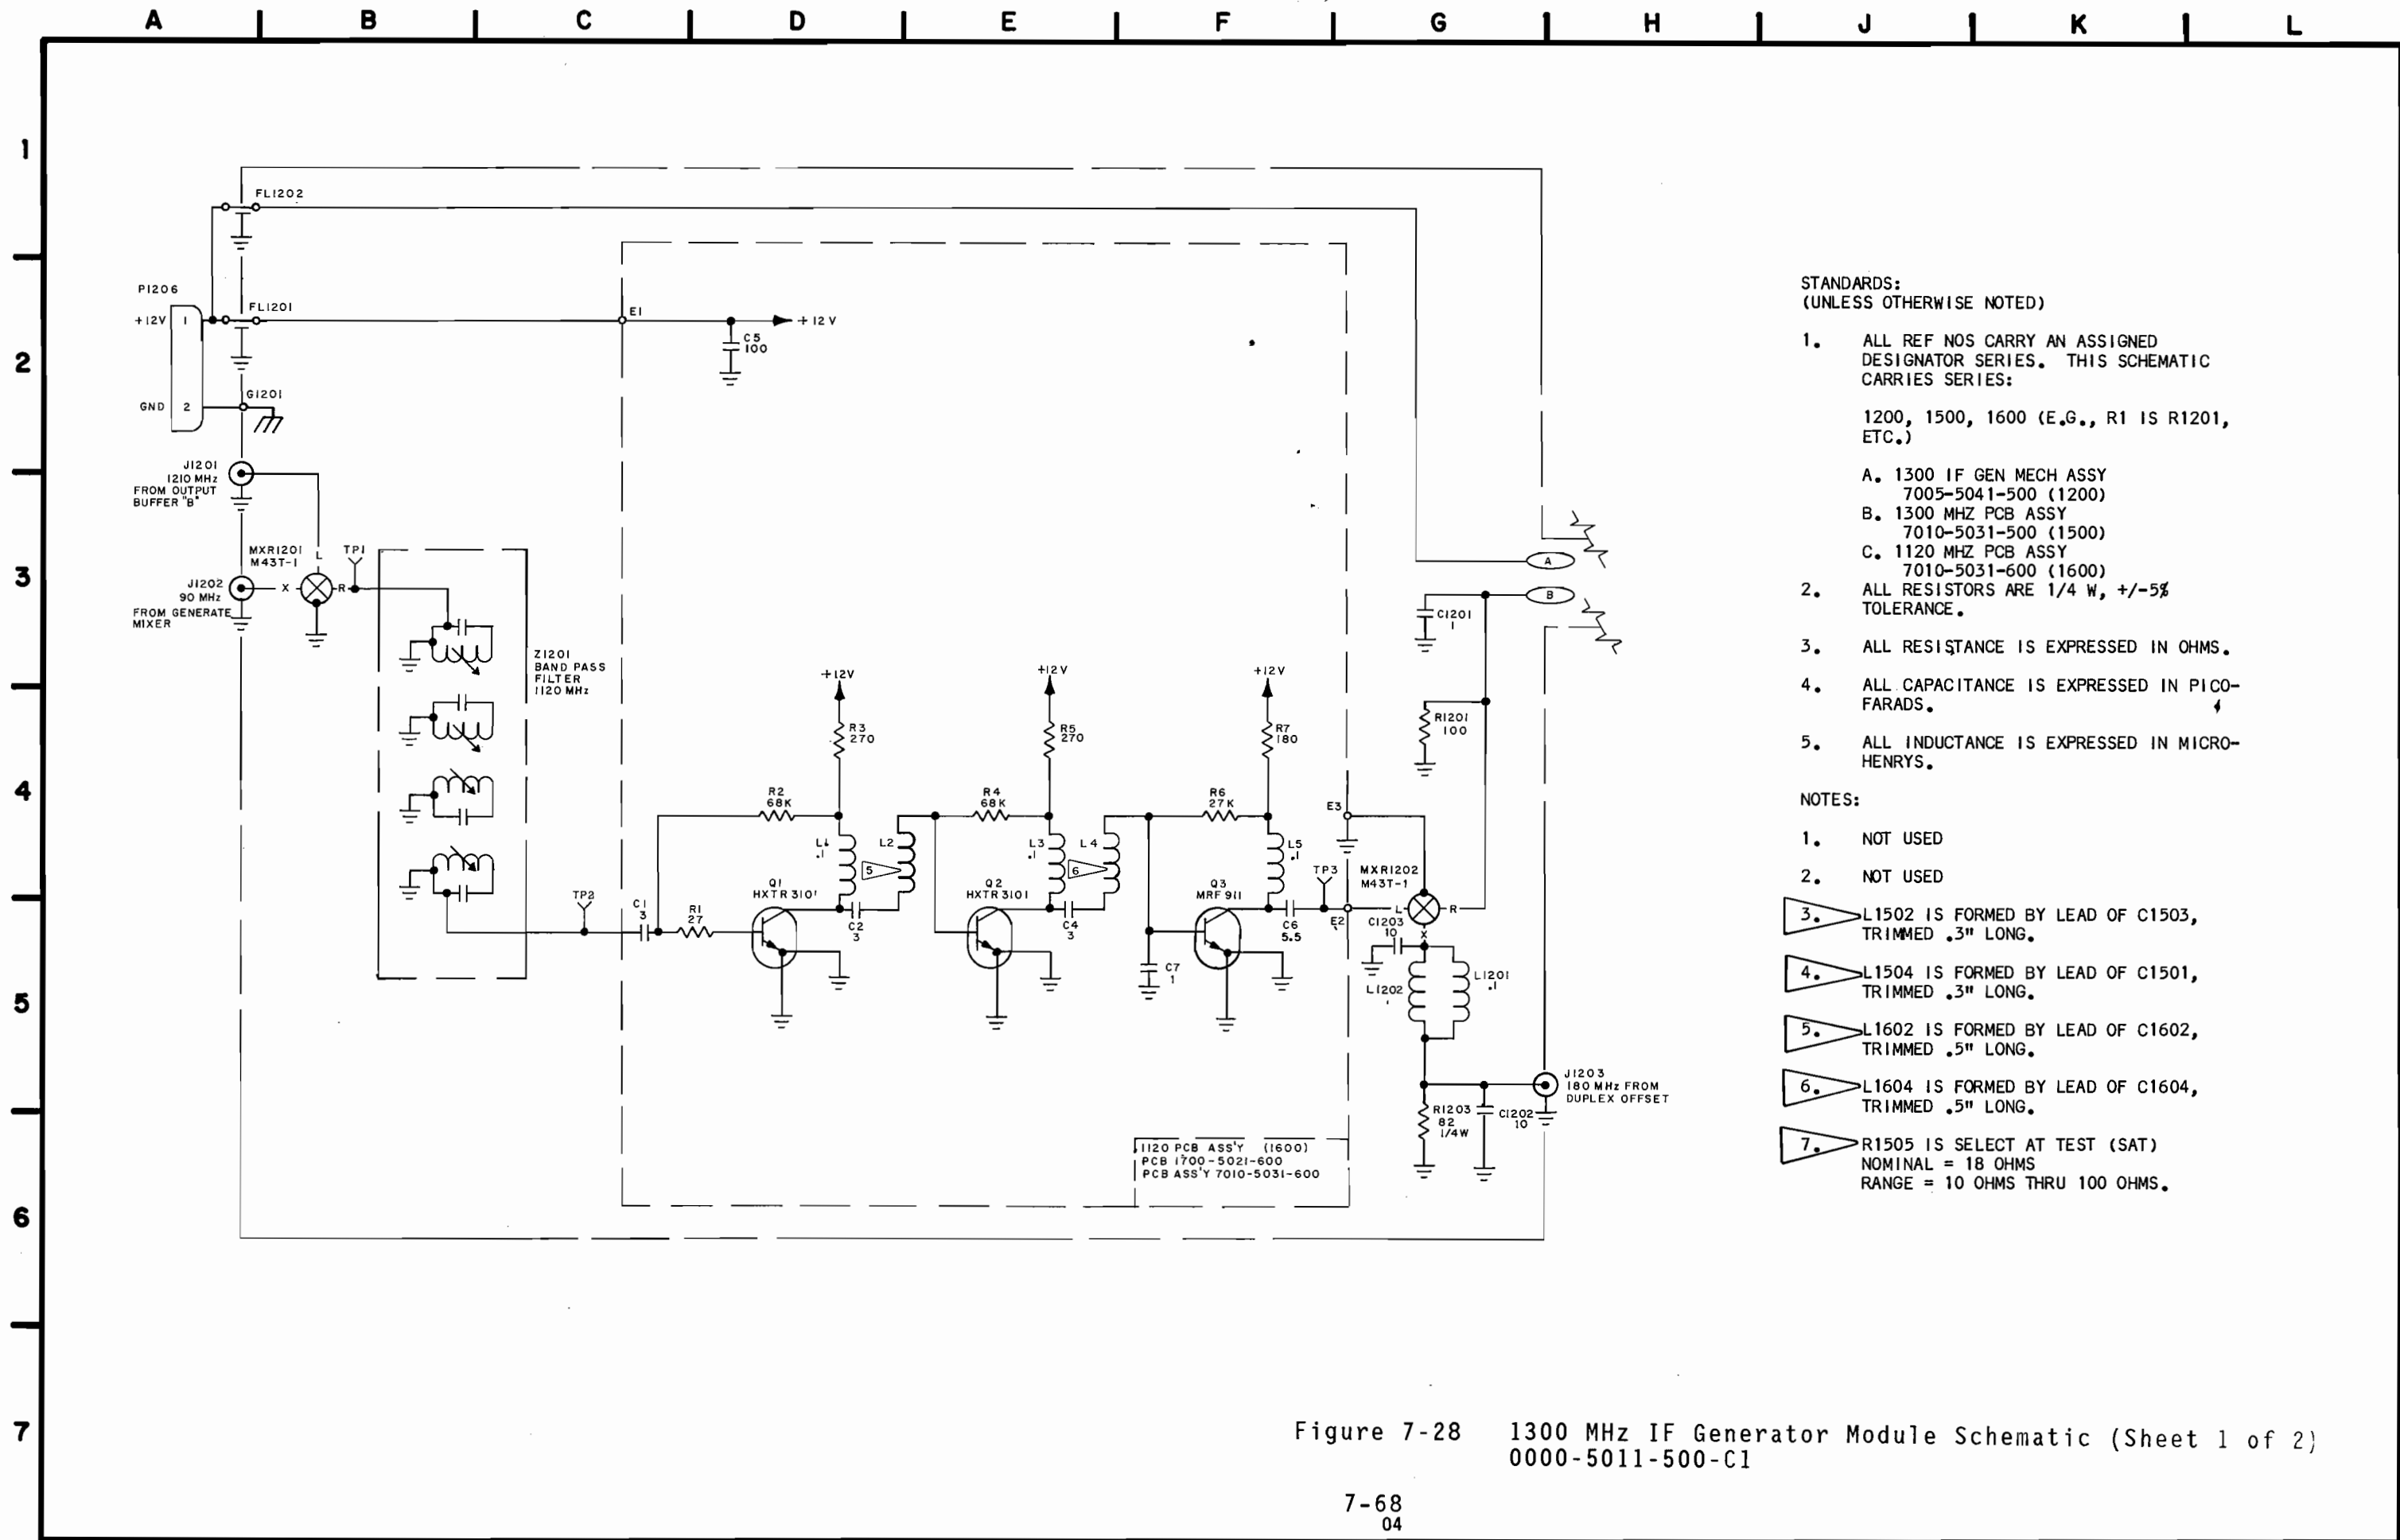 A B C D E F G H J K L
1
2
3
4
5
6
7
FL1202
P1206
FL1201
+12V 1
E1
+12V
C5
100
G1201
GND 2
J1201
1210 MHz
FROM OUTPUT
BUFFER "B"
MXR1201
M43T-1
L
TP1
J1202
90 MHz
X
R
FROM GENERATE
MIXER
Z1201
BAND PASS
FILTER
1120 MHz
A
B
C1201
1
R1201
100
+12V
R3
270
+12V
R5
270
+12V
R7
180
R2
68K
R4
68K
R6
27K
E3
L1
.1
L2
5
L3
.1
L4
6
L5
.1
TP3
MXR1202
M43T-1
TP2
C1
3
R1
27
Q1
HXTR 3101
C2
3
Q2
HXTR 3101
C4
3
Q3
MRF 911
C6
5.5
E2
L
R
X
C1203
10
C7
1
L1202
L1201
.1
J1203
180 MHz FROM
DUPLEX OFFSET
R1203
82
1/4W
C1202
10
1120 PCB ASS'Y (1600)
PCB 1700-5021-600
PCB ASS'Y 7010-5031-600
STANDARDS:
(UNLESS OTHERWISE NOTED)
1. ALL REF NOS CARRY AN ASSIGNED
DESIGNATOR SERIES. THIS SCHEMATIC
CARRIES SERIES:
1200, 1500, 1600 (E.G., R1 IS R1201,
ETC.)
A. 1300 IF GEN MECH ASSY
7005-5041-500 (1200)
B. 1300 MHZ PCB ASSY
7010-5031-500 (1500)
C. 1120 MHZ PCB ASSY
7010-5031-600 (1600)
2. ALL RESISTORS ARE 1/4 W, +/-5%
TOLERANCE.
3. ALL RESISTANCE IS EXPRESSED IN OHMS.
4. ALL CAPACITANCE IS EXPRESSED IN PICO-
FARADS.
5. ALL INDUCTANCE IS EXPRESSED IN MICRO-
HENRYS.
NOTES:
1. NOT USED
2. NOT USED
3. L1502 IS FORMED BY LEAD OF C1503,
TRIMMED .3" LONG.
4. L1504 IS FORMED BY LEAD OF C1501,
TRIMMED .3" LONG.
5. L1602 IS FORMED BY LEAD OF C1602,
TRIMMED .5" LONG.
6. L1604 IS FORMED BY LEAD OF C1604,
TRIMMED .5" LONG.
7. R1505 IS SELECT AT TEST (SAT)
NOMINAL = 18 OHMS
RANGE = 10 OHMS THRU 100 OHMS.
Figure 7-28 1300 MHz IF Generator Module Schematic (Sheet 1 of 2)
0000-5011-500-C1
7-68
04